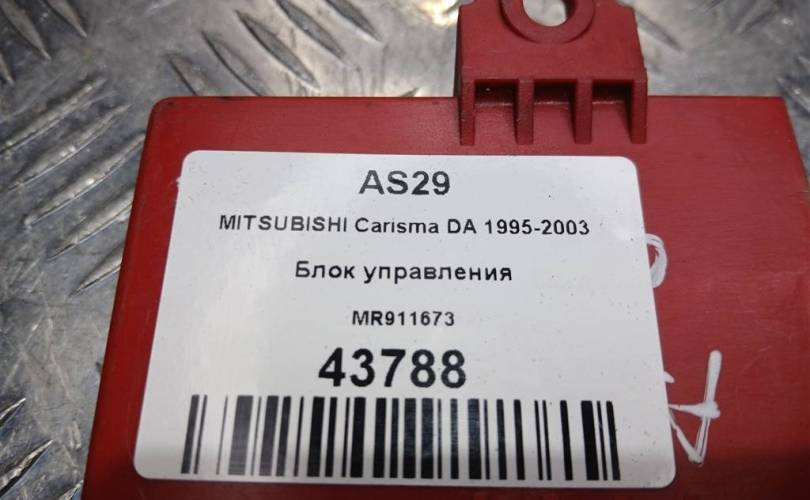 AS29
MITSUBISHI Carisma DA 1995-2003
Блок управления
MR911673
43788